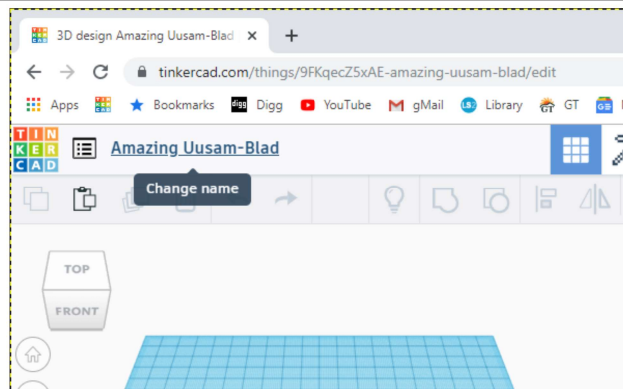 3D design Amazing Uusam-Blad
tinkercad.com/things/9FKqecZ5xAE-amazing-uusam-blad/edit
Apps Bookmarks digg Digg YouTube gMail Library GT
TIN
KER
CAD
Amazing Uusam-Blad
Change name
TOP
FRONT